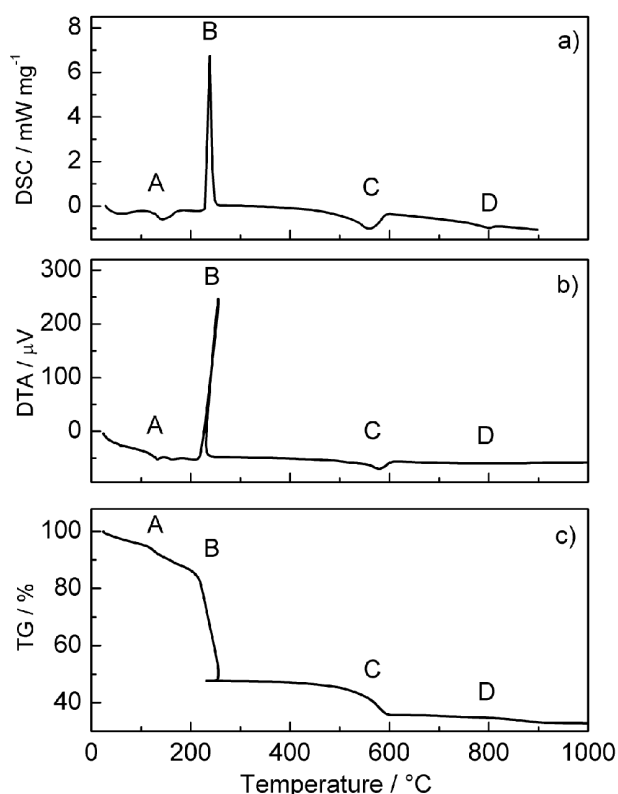 8
6
4
2
0
DSC / mW mg⁻¹
A
B
C
D
a)
300
200
100
0
DTA / μV
A
B
C
D
b)
100
80
60
40
TG / %
A
B
C
D
c)
0 200 400 600 800 1000
Temperature / °C